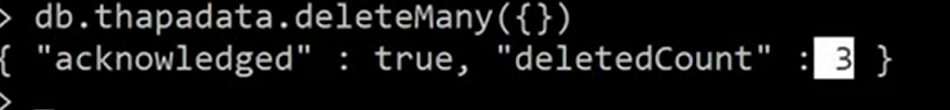 > db.thapadata.deleteMany({})
{ "acknowledged" : true, "deletedCount" : 3 }
>